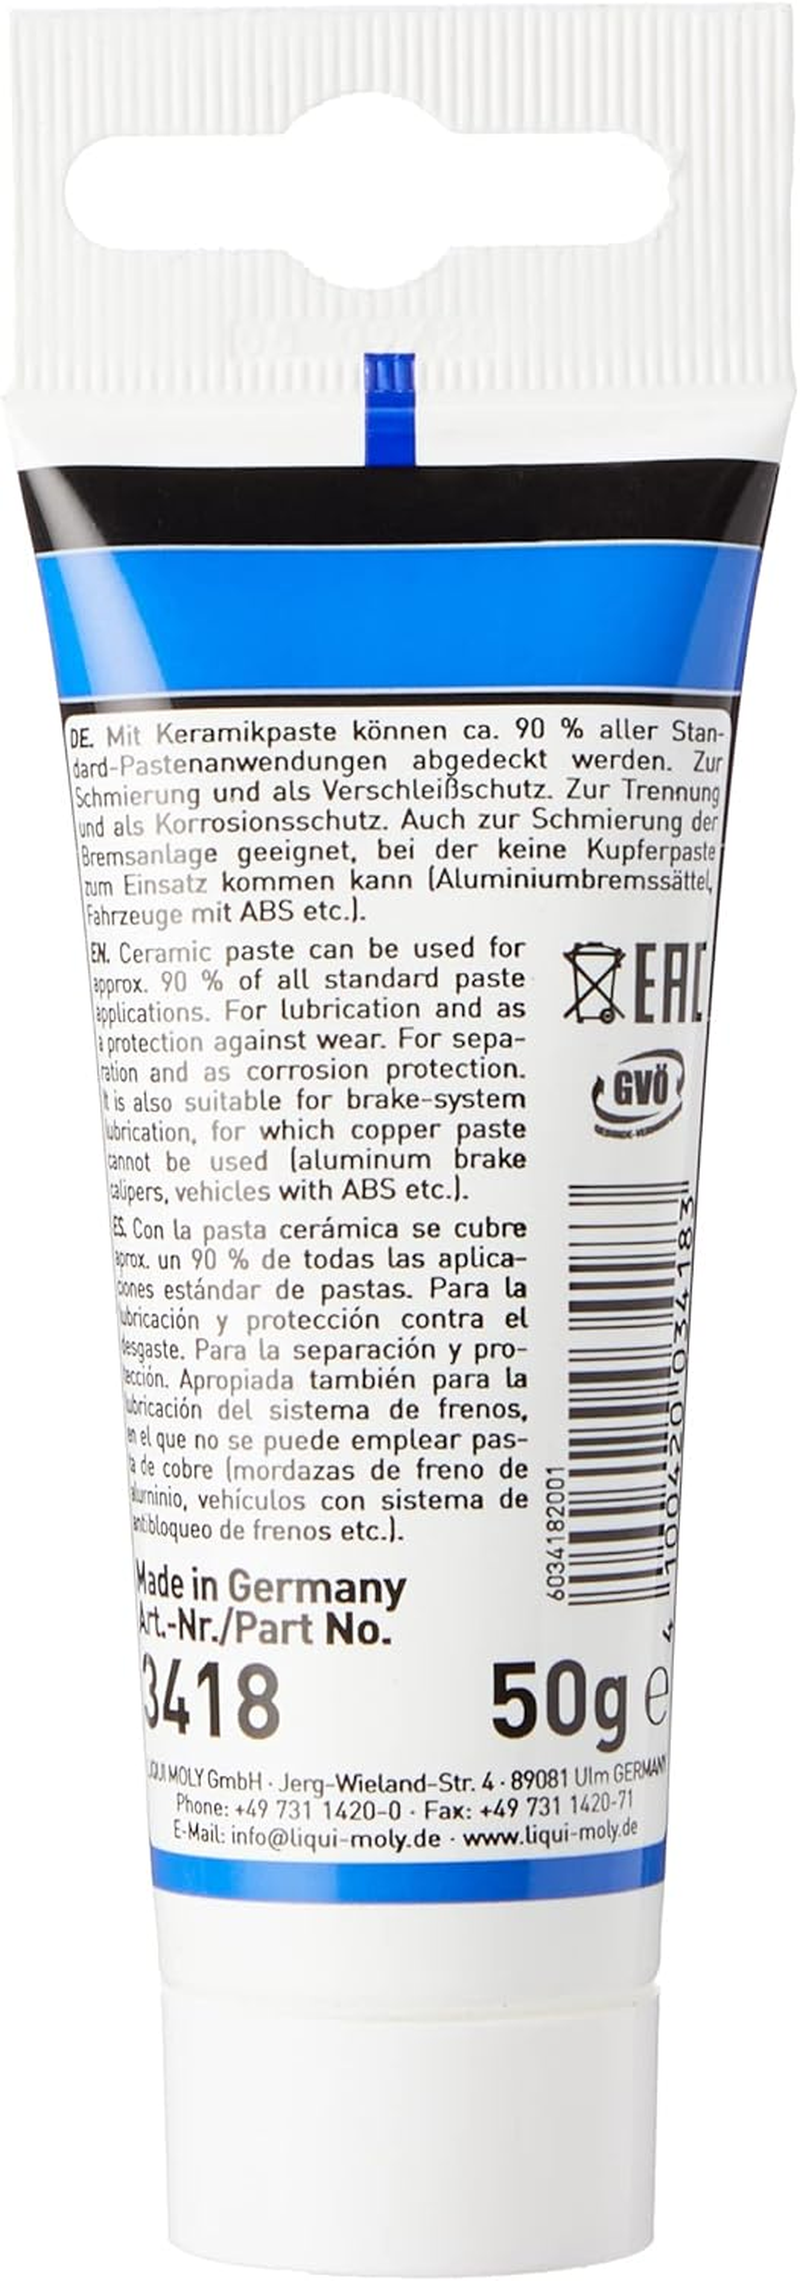 DE. Mit Keramikpaste können ca. 90 % aller Stan-
dard-Pastenanwendungen abgedeckt werden. Zur
Schmierung und als Verschleißschutz. Zur Trennung
und als Korrosionsschutz. Auch zur Schmierung der
Bremsanlage geeignet, bei der keine Kupferpaste
zum Einsatz kommen kann (Aluminiumbremssättel,
Fahrzeuge mit ABS etc.).
EN. Ceramic paste can be used for
approx. 90 % of all standard paste
applications. For lubrication and as
a protection against wear. For sepa-
ration and as corrosion protection.
It is also suitable for brake-system
lubrication, for which copper paste
cannot be used (aluminum brake
calipers, vehicles with ABS etc.).
EAC
GVÖ
ES. Con la pasta cerámica se cubre
aprox. un 90 % de todas las aplica-
ciones estándar de pastas. Para la
lubricación y protección contra el
desgaste. Para la separación y pro-
tección. Apropiada también para la
lubricación del sistema de frenos,
en el que no se puede emplear pas-
ta de cobre (mordazas de freno de
aluminio, vehículos con sistema de
antibloqueo de frenos etc.).
6034182001
4 100420 034183
Made in Germany
Art.-Nr./Part No.
3418
50g e
LIQUI MOLY GmbH · Jerg-Wieland-Str. 4 · 89081 Ulm GERMANY
Phone: +49 731 1420-0 · Fax: +49 731 1420-71
E-Mail: info@liqui-moly.de · www.liqui-moly.de